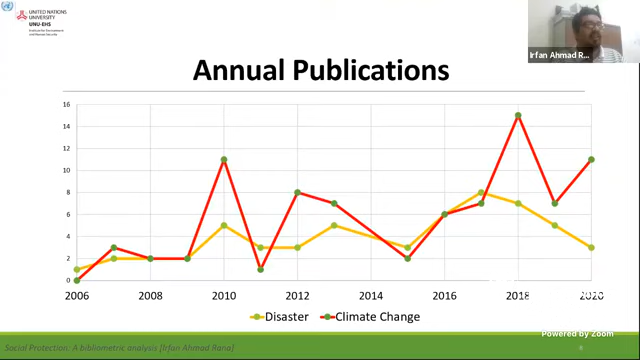 UNITED NATIONS
UNIVERSITY
UNU-EHS
Institute for Environment
and Human Security
Irfan Ahmad R...
Annual Publications
16
14
12
10
8
6
4
2
0
2006 2008 2010 2012 2014 2016 2018 2020
Disaster Climate Change
Powered by Zoom
Social Protection: A bibliometric analysis [Irfan Ahmad Rana]